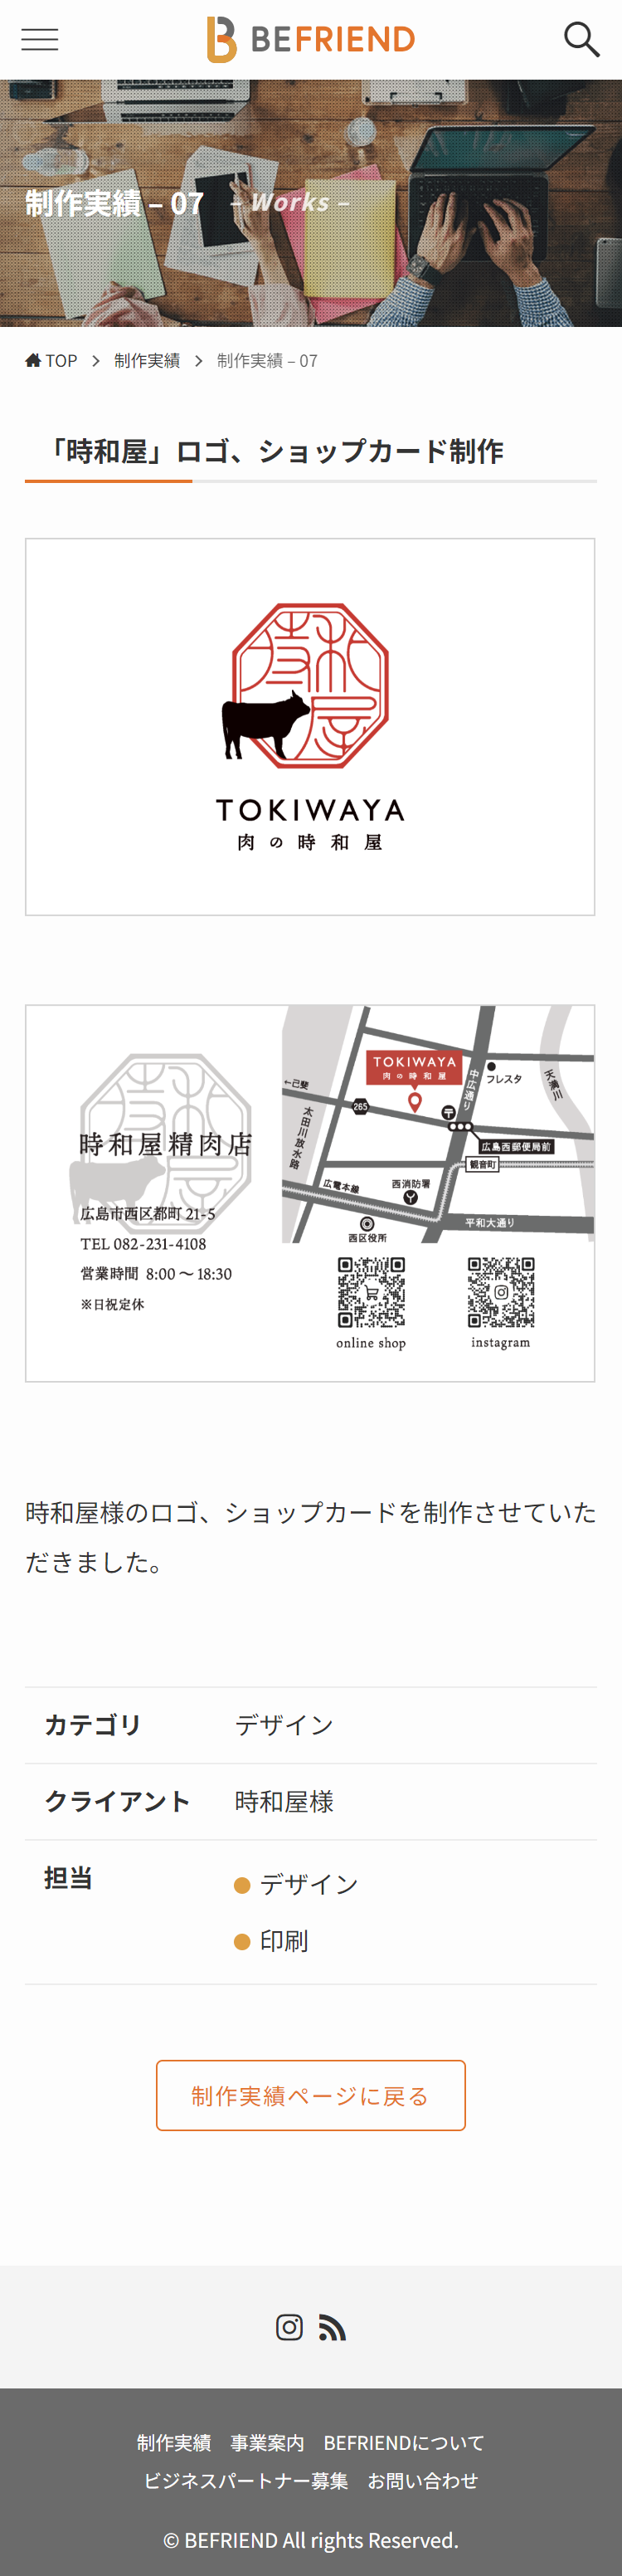 BEFRIEND
制作実績 – 07 – Works –
TOP 制作実績 制作実績 – 07
「時和屋」ロゴ、ショップカード制作
TOKIWAYA
肉の時和屋
TOKIWAYA
肉の時和屋
フレスタ
中広通り
天満川
←己斐
265
太田川放水路
広島西郵便局前
観音町
広電本線
西消防署
平和大通り
西区役所
時和屋精肉店
広島市西区都町 21-5
TEL 082-231-4108
営業時間 8:00〜18:30
※日祝定休
online shop
instagram
時和屋様のロゴ、ショップカードを制作させていた
だきました。
カテゴリ デザイン
クライアント 時和屋様
担当 デザイン
印刷
制作実績ページに戻る
制作実績 事業案内 BEFRIENDについて
ビジネスパートナー募集 お問い合わせ
© BEFRIEND All rights Reserved.